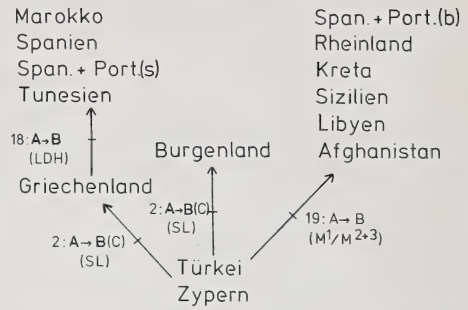 Marokko
Spanien
Span. + Port.(s)
Tunesien
Span. + Port.(b)
Rheinland
Kreta
Sizilien
Libyen
Afghanistan
18: A→B
(LDH)
Burgenland
Griechenland
2: A→B(C)
(SL)
2: A→B(C)
(SL)
19: A→B
(M¹/M²⁺³)
Türkei
Zypern